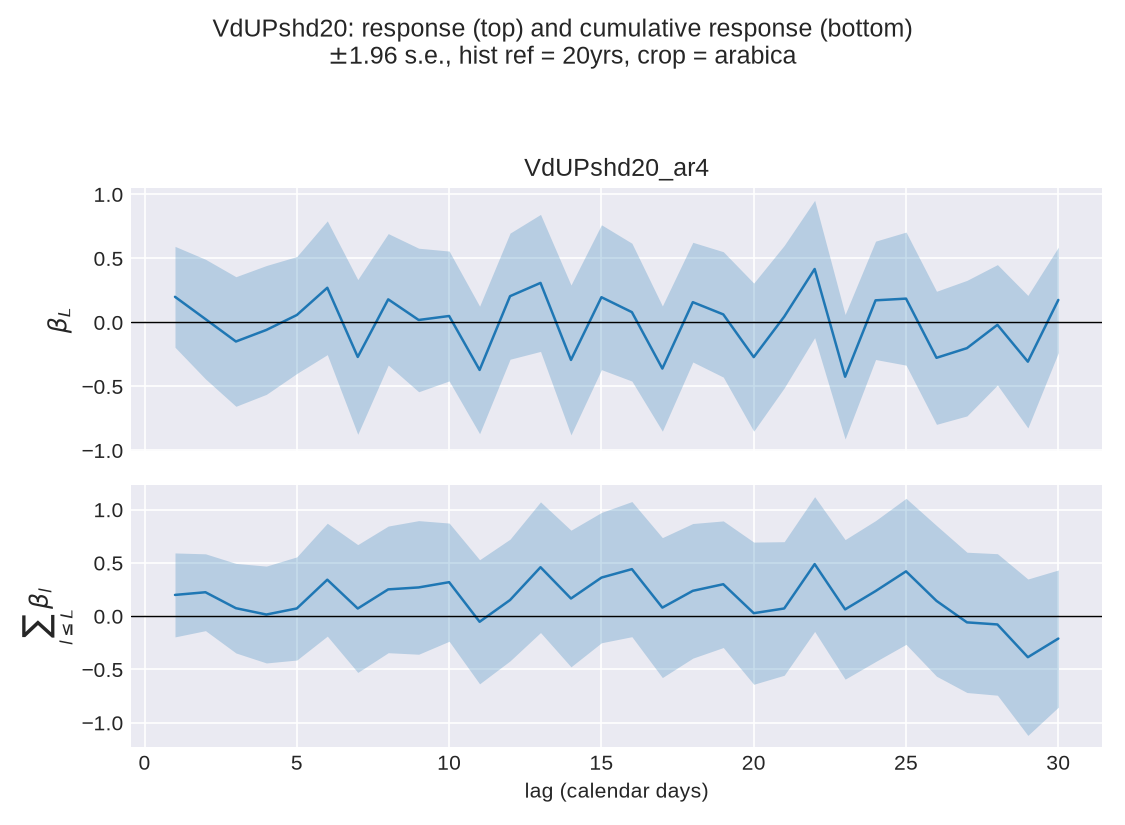 VdUPshd20: response (top) and cumulative response (bottom)
±1.96 s.e., hist ref = 20yrs, crop = arabica
VdUPshd20_ar4
1.0
0.5
0.0
−0.5
−1.0
β_L
1.0
0.5
0.0
−0.5
−1.0
∑ β_l
l ≤ L
0 5 10 15 20 25 30
lag (calendar days)